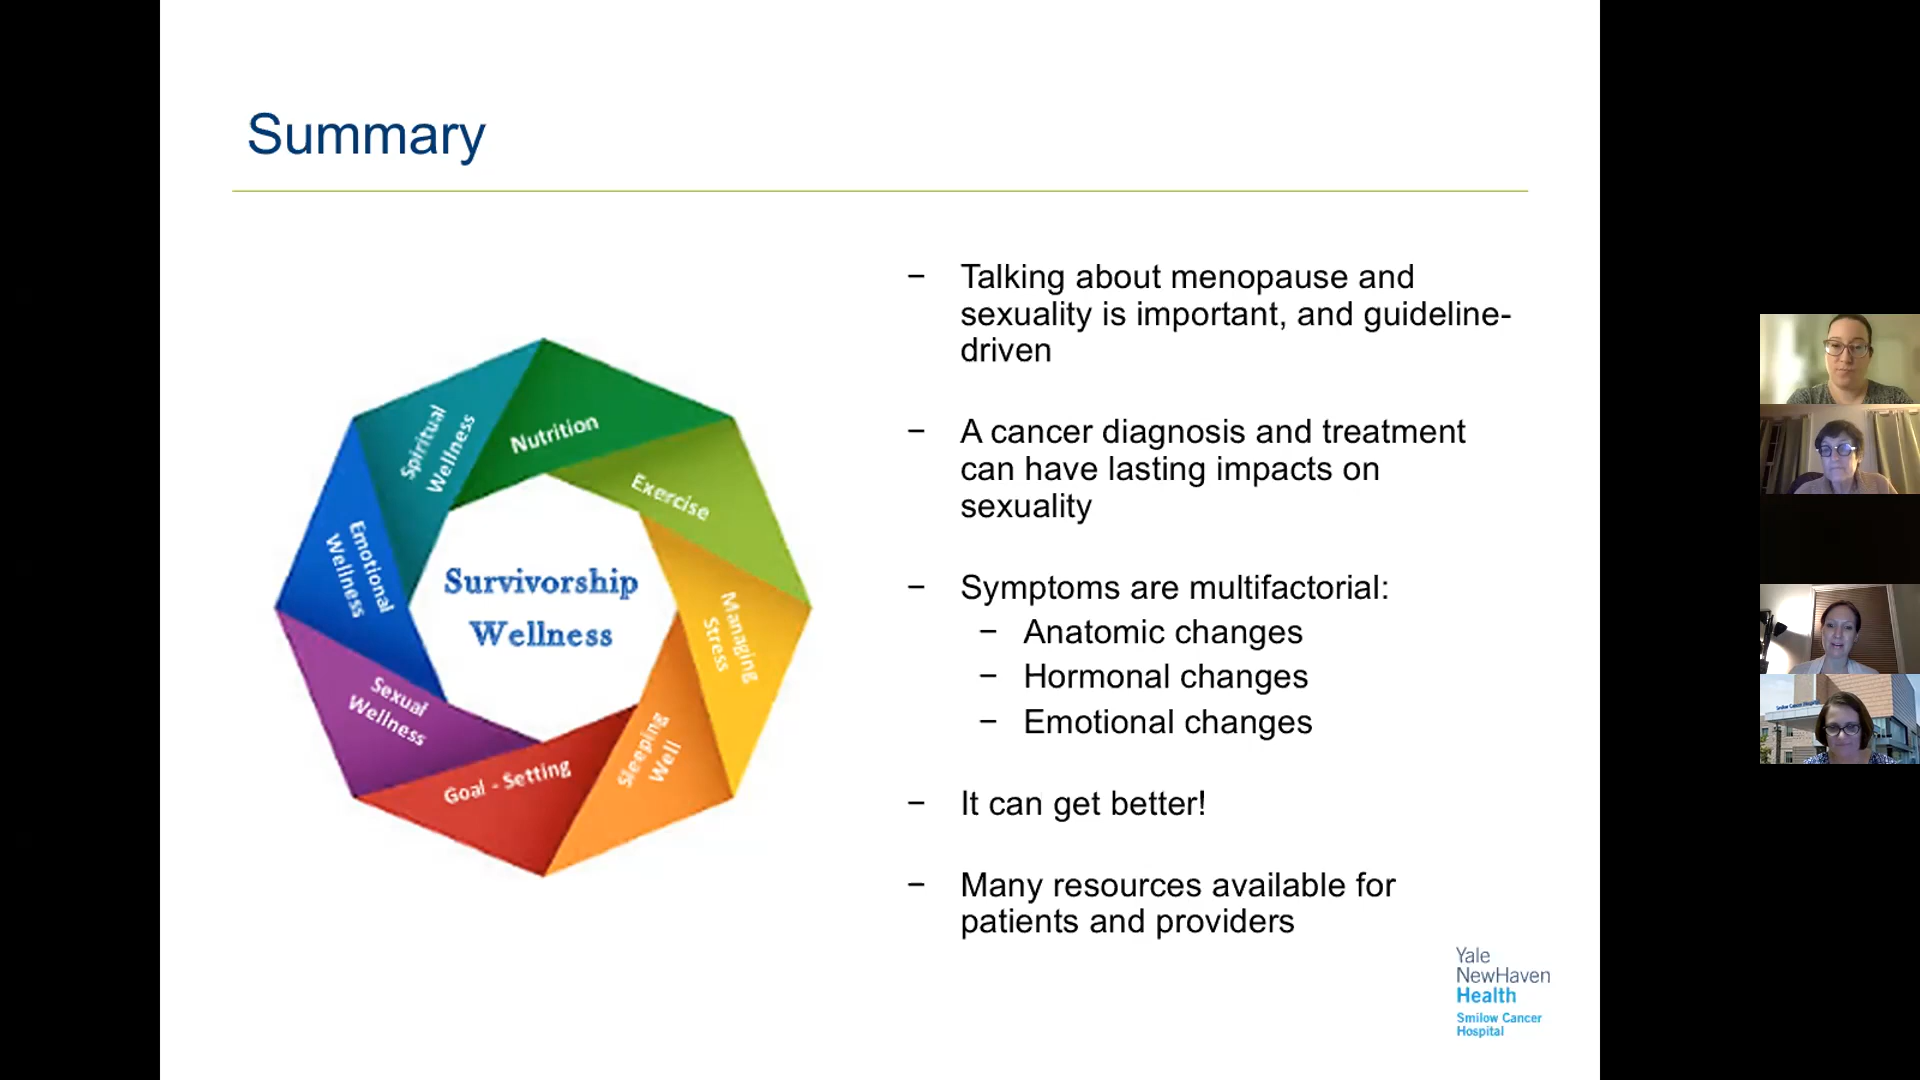 Summary
Spiritual
Wellness
Nutrition
Exercise
Emotional
Wellness
Survivorship
Wellness
Managing
Stress
Sexual
Wellness
Goal - Setting
Sleeping
Well
− Talking about menopause and
sexuality is important, and guideline-
driven
− A cancer diagnosis and treatment
can have lasting impacts on
sexuality
− Symptoms are multifactorial:
− Anatomic changes
− Hormonal changes
− Emotional changes
− It can get better!
− Many resources available for
patients and providers
Yale
NewHaven
Health
Smilow Cancer
Hospital